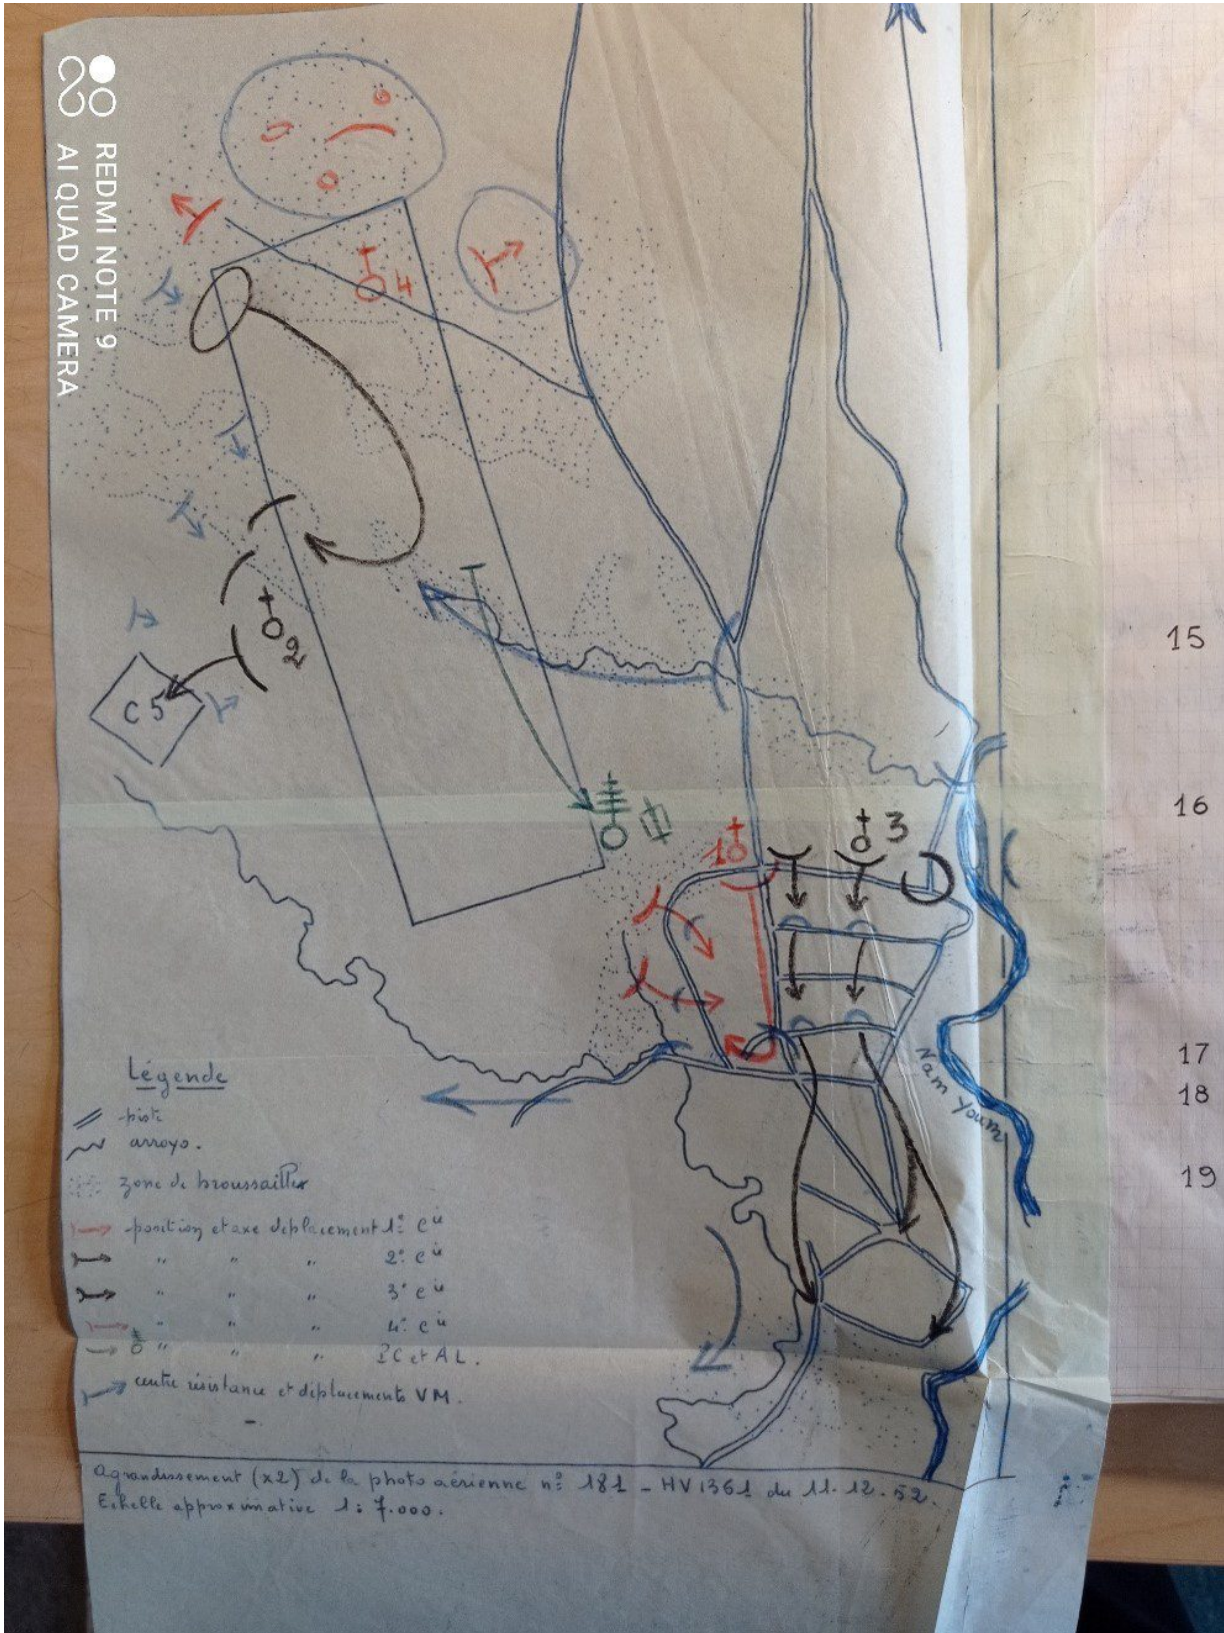 REDMI NOTE 9
AI QUAD CAMERA
4
2
C5
1
3
15
16
17
18
19
Nam Youm
Légende
piste
arroyo.
zone de broussailles
position et axe déplacement 1° Cie
" " " 2° Cie
" " " 3° Cie
" " " 4° Cie
" " " PC et AL.
centre résistance et déplacements VM.
Agrandissement (x2) de la photo aérienne n° 181 - HV1361 du 11.12.52.
Echelle approximative 1:7.000.